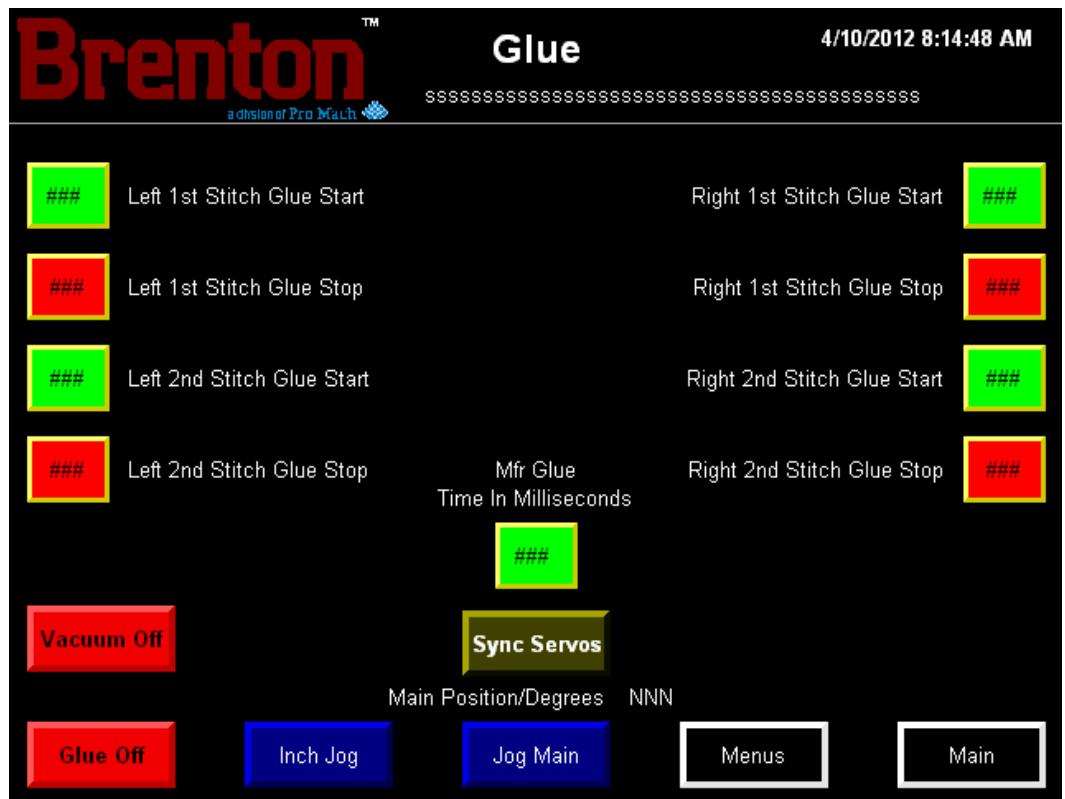 Brenton™
a division of Pro Mach
Glue
4/10/2012 8:14:48 AM
sssssssssssssssssssssssssssssssssssssssssss
### Left 1st Stitch Glue Start
Right 1st Stitch Glue Start ###
### Left 1st Stitch Glue Stop
Right 1st Stitch Glue Stop ###
### Left 2nd Stitch Glue Start
Right 2nd Stitch Glue Start ###
### Left 2nd Stitch Glue Stop
Right 2nd Stitch Glue Stop ###
Mfr Glue
Time In Milliseconds
###
Vacuum Off
Sync Servos
Main Position/Degrees NNN
Glue Off
Inch Jog
Jog Main
Menus
Main